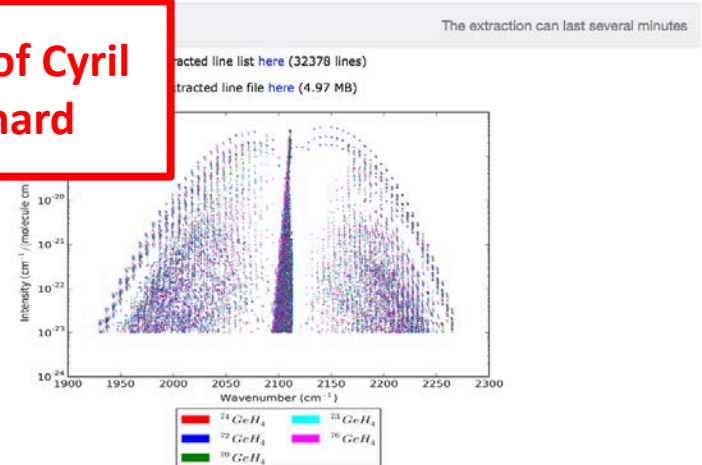 The extraction can last several minutes
of Cyril
racted line list here (32378 lines)
hard
xtracted line file here (4.97 MB)
Intensity (cm⁻¹/(molecule cm
10⁻²⁰
10⁻²¹
10⁻²²
10⁻²³
10⁻²⁴
1900 1950 2000 2050 2100 2150 2200 2250 2300
Wavenumber (cm⁻¹)
⁷⁴GeH₄ ⁷³GeH₄
⁷²GeH₄ ⁷⁶GeH₄
⁷⁰GeH₄